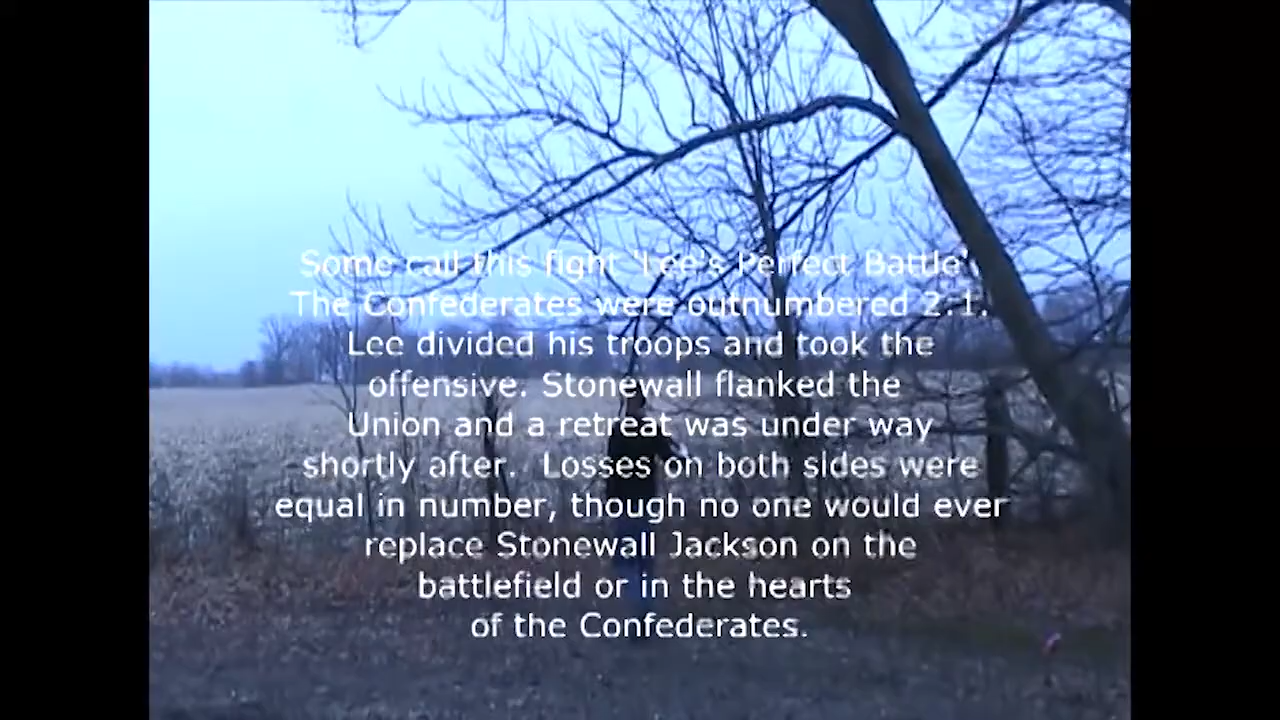 Some call this fight 'Lee's Perfect Battle'.
The Confederates were outnumbered 2:1.
Lee divided his troops and took the
offensive. Stonewall flanked the
Union and a retreat was under way
shortly after. Losses on both sides were
equal in number, though no one would ever
replace Stonewall Jackson on the
battlefield or in the hearts
of the Confederates.